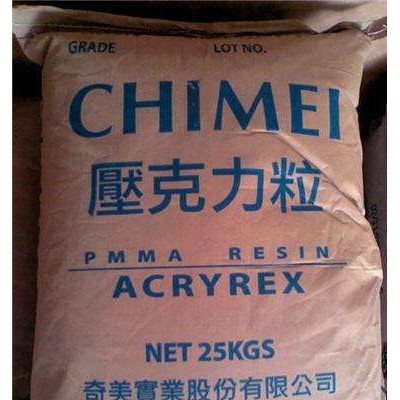 GRADE LOT NO.
CHIMEI
壓克力粒
PMMA RESIN
ACRYREX
NET 25KGS
奇美實業股份有限公司